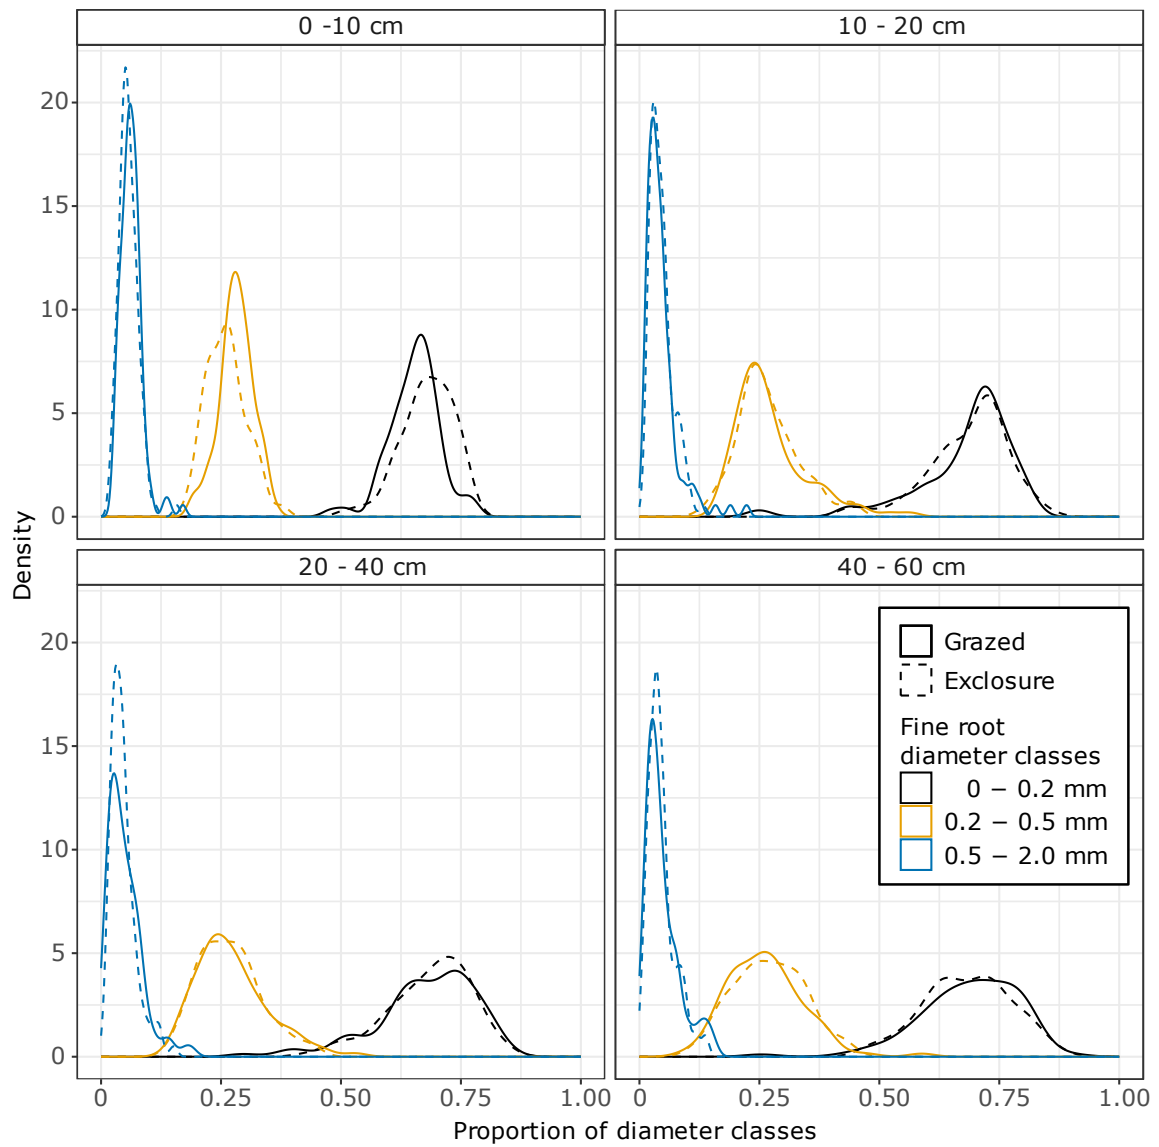 0 -10 cm
10 - 20 cm
20
15
10
5
0
20 - 40 cm
40 - 60 cm
20
15
10
5
0
Density
Grazed
Exclosure
Fine root
diameter classes
0 – 0.2 mm
0.2 – 0.5 mm
0.5 – 2.0 mm
0 0.25 0.50 0.75 1.00
0 0.25 0.50 0.75 1.00
Proportion of diameter classes